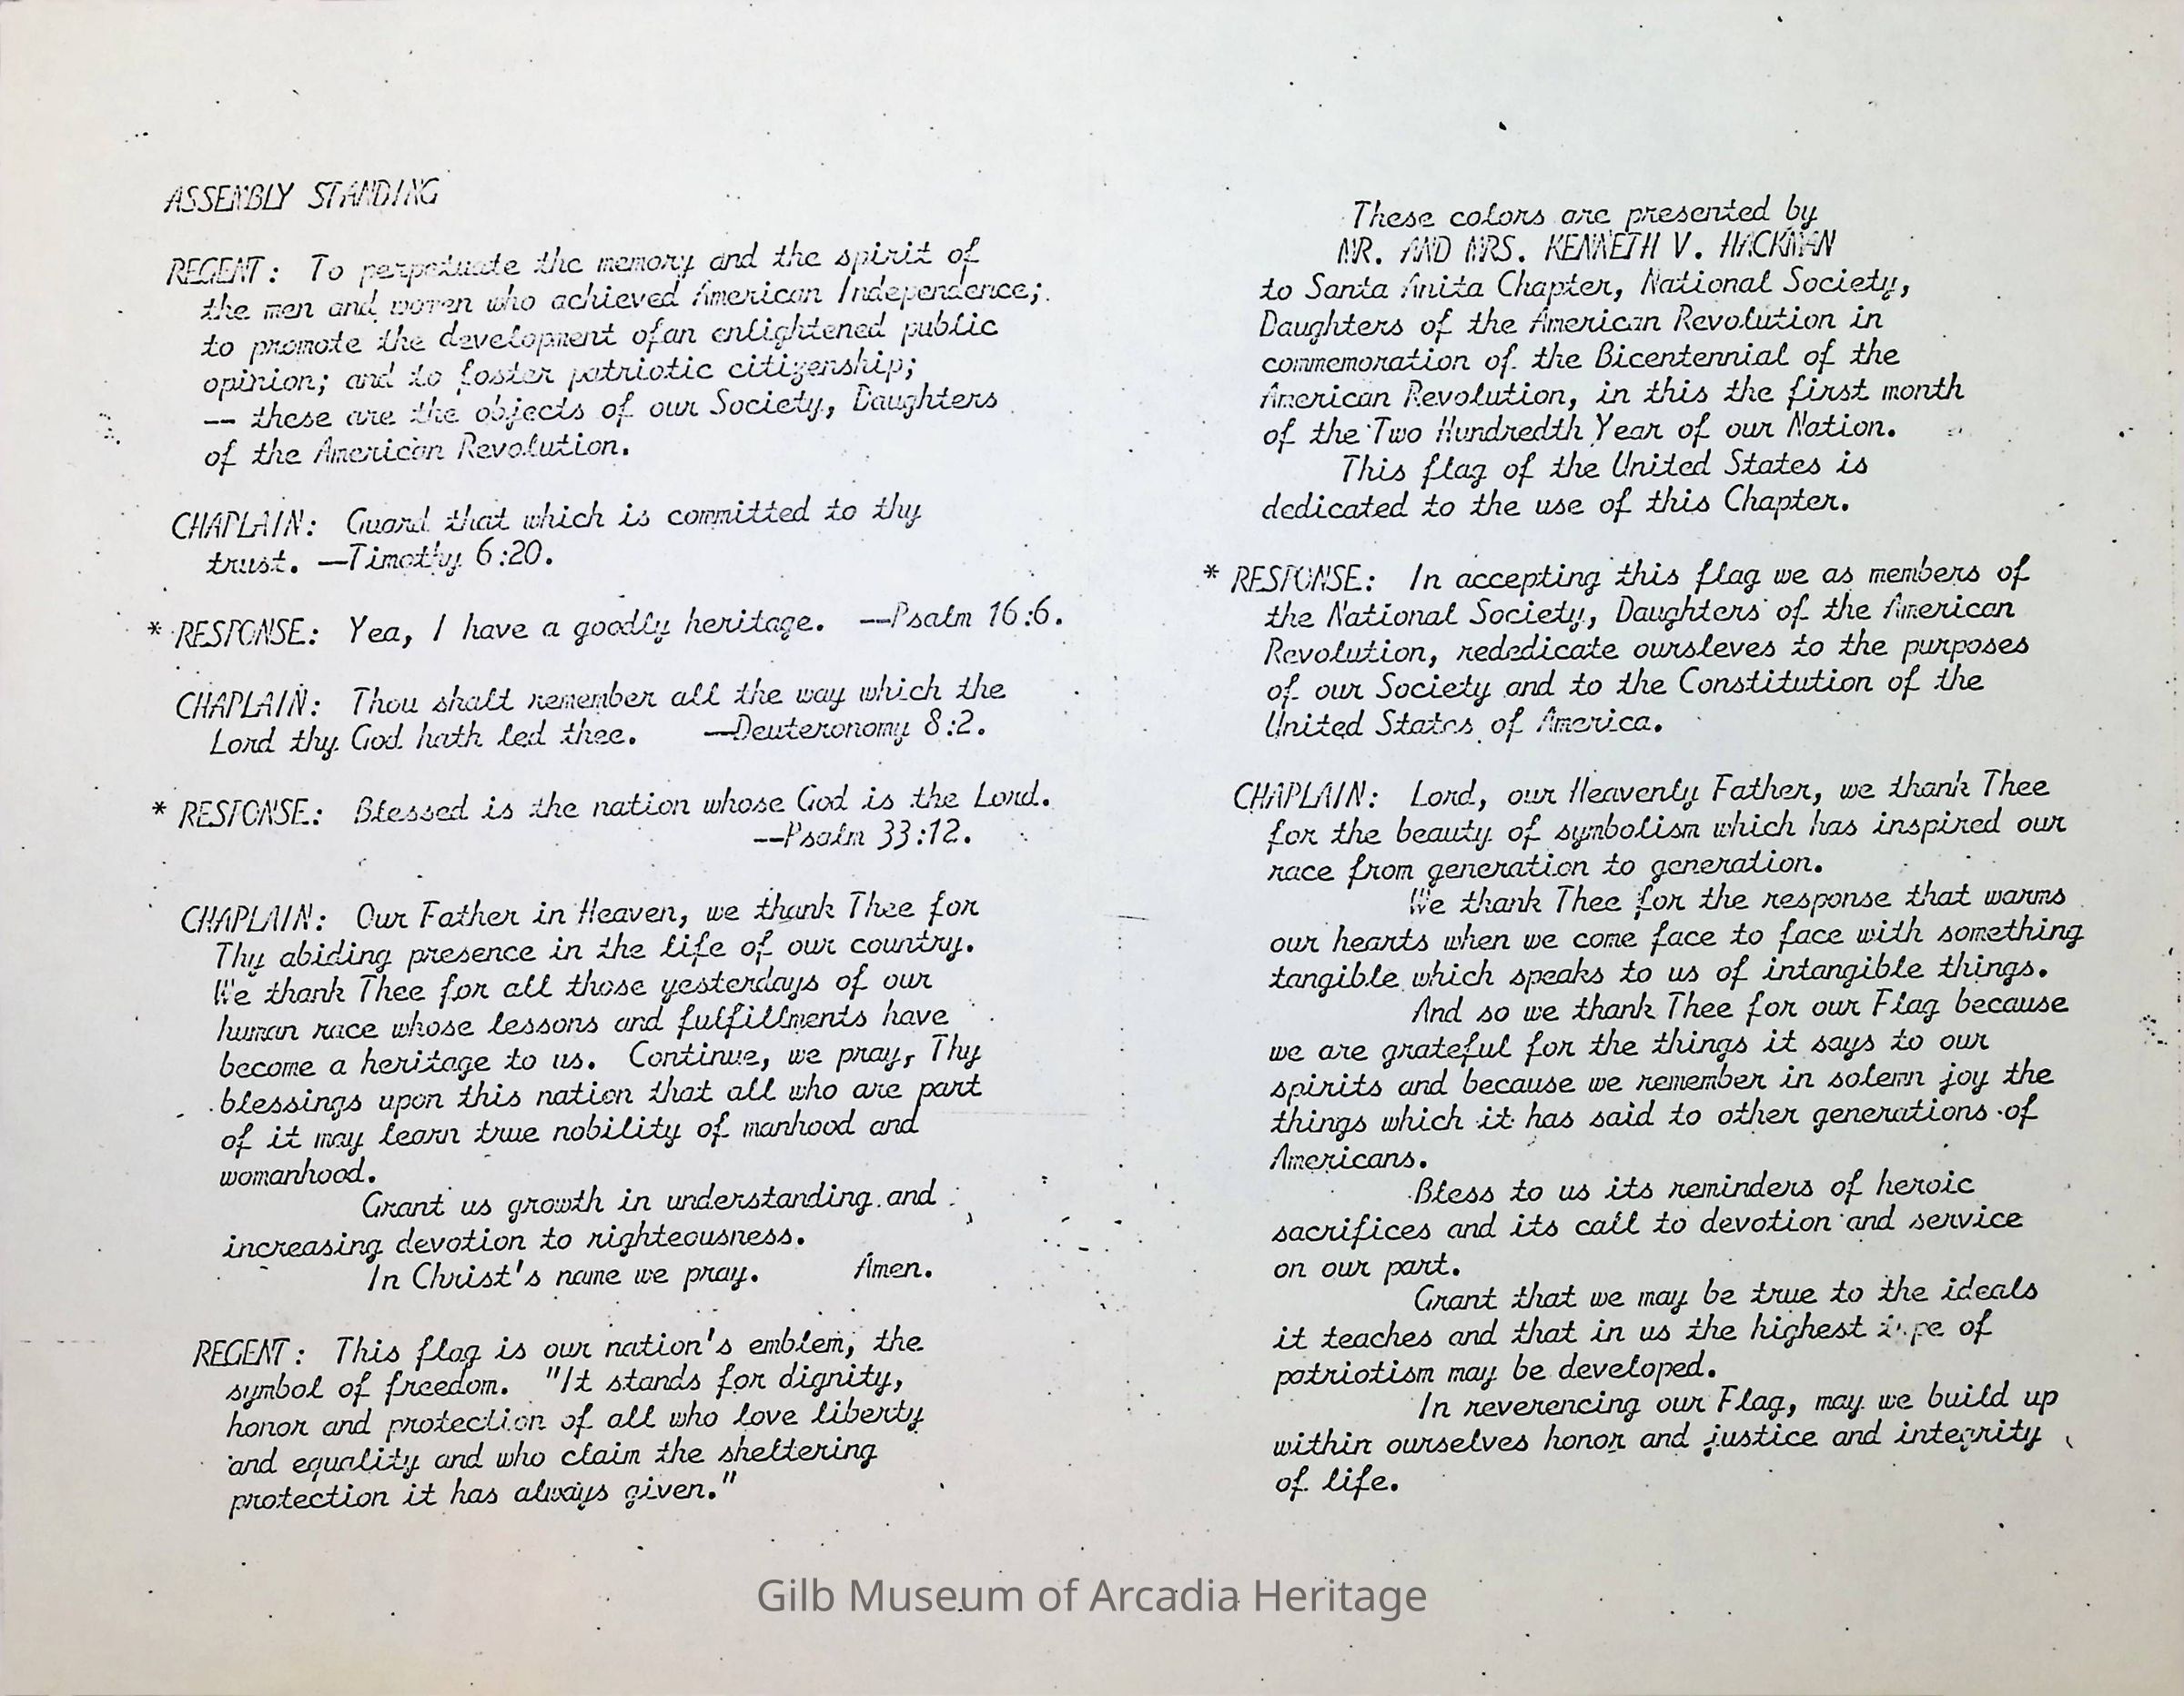 ASSEMBLY STANDING
REGENT: To perpetuate the memory and the spirit of
the men and women who achieved American Independence;
to promote the development ofan enlightened public
opinion; and to foster patriotic citizenship;
-- these are the objects of our Society, Daughters
of the American Revolution.
CHAPLAIN: Guard that which is committed to thy
trust. --Timothy 6:20.
* RESPONSE: Yea, I have a goodly heritage. --Psalm 16:6.
CHAPLAIN: Thou shalt remember all the way which the
Lord thy God hath led thee. --Deuteronomy 8:2.
* RESPONSE: Blessed is the nation whose God is the Lord.
--Psalm 33:12.
CHAPLAIN: Our Father in Heaven, we thank Thee for
Thy abiding presence in the life of our country.
We thank Thee for all those yesterdays of our
human race whose lessons and fulfillments have
become a heritage to us. Continue, we pray, Thy
blessings upon this nation that all who are part
of it may learn true nobility of manhood and
womanhood.
Grant us growth in understanding and
increasing devotion to righteousness.
In Christ's name we pray. Amen.
REGENT: This flag is our nation's emblem, the
symbol of freedom. "It stands for dignity,
honor and protection of all who love liberty
and equality and who claim the sheltering
protection it has always given."
These colors are presented by
MR. AND MRS. KENNETH V. HACKMAN
to Santa Anita Chapter, National Society,
Daughters of the American Revolution in
commemoration of the Bicentennial of the
American Revolution, in this the first month
of the Two Hundredth Year of our Nation.
This flag of the United States is
dedicated to the use of this Chapter.
* RESPONSE: In accepting this flag we as members of
the National Society, Daughters of the American
Revolution, rededicate oursleves to the purposes
of our Society and to the Constitution of the
United States of America.
CHAPLAIN: Lord, our Heavenly Father, we thank Thee
for the beauty of symbolism which has inspired our
race from generation to generation.
We thank Thee for the response that warms
our hearts when we come face to face with something
tangible which speaks to us of intangible things.
And so we thank Thee for our Flag because
we are grateful for the things it says to our
spirits and because we remember in solemn joy the
things which it has said to other generations of
Americans.
Bless to us its reminders of heroic
sacrifices and its call to devotion and service
on our part.
Grant that we may be true to the ideals
it teaches and that in us the highest type of
patriotism may be developed.
In reverencing our Flag, may we build up
within ourselves honor and justice and integrity
of life.
Gilb Museum of Arcadia Heritage